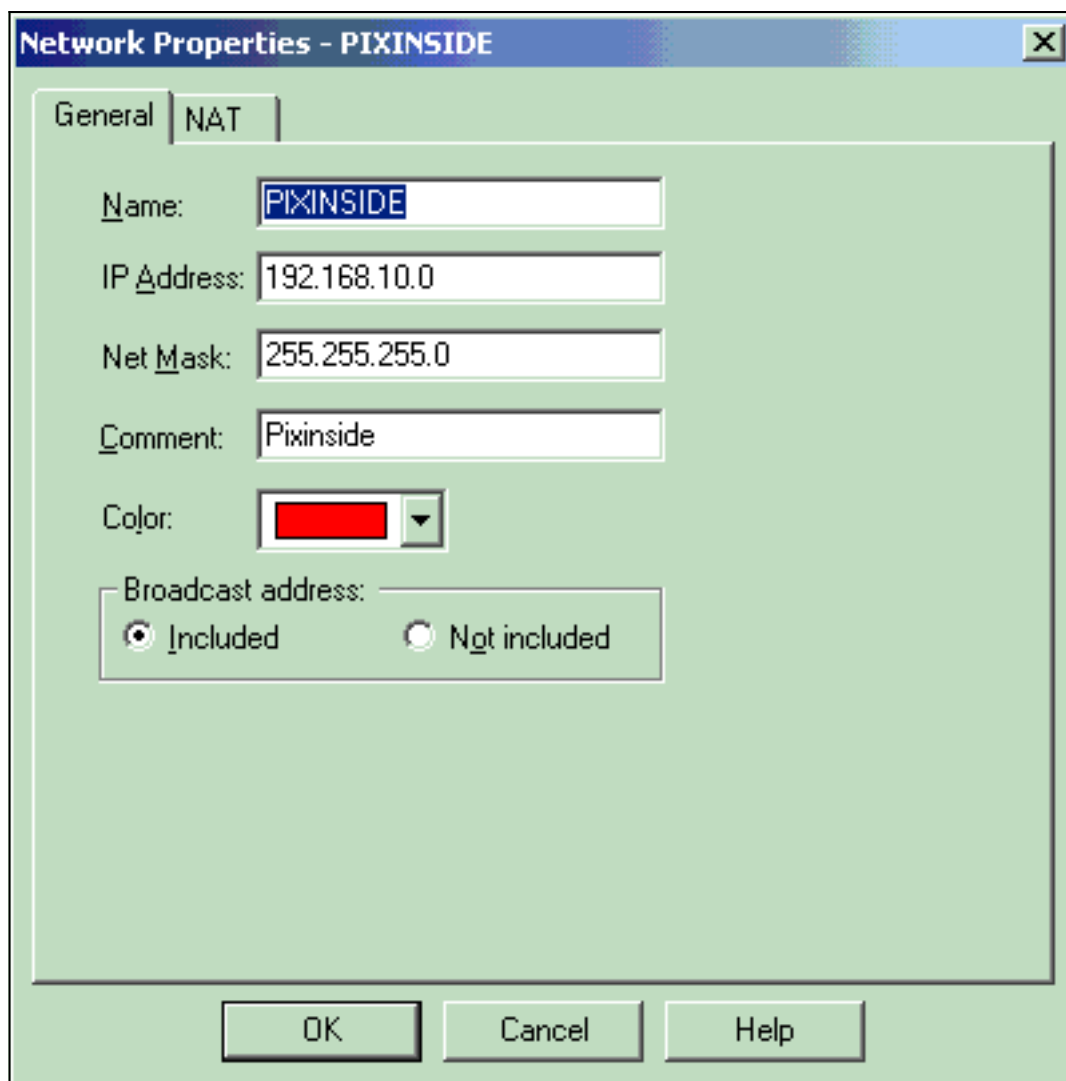 Network Properties - PIXINSIDE
General NAT
Name: PIXINSIDE
IP Address: 192.168.10.0
Net Mask: 255.255.255.0
Comment: Pixinside
Color:
Broadcast address:
Included Not included
OK Cancel Help